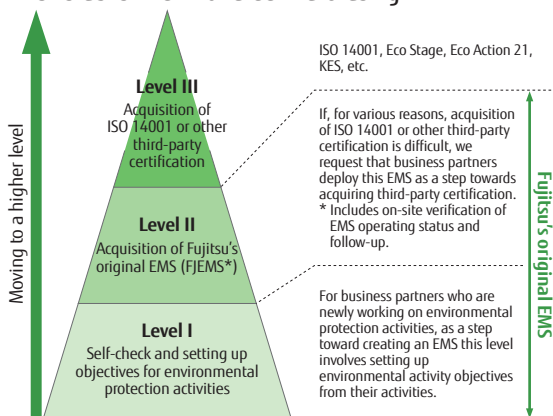 Moving to a higher level
Level III
Acquisition of
ISO 14001 or other
third-party
certification
Level II
Acquisition of Fujitsu's
original EMS (FJEMS*)
Level I
Self-check and setting up
objectives for environmental
protection activities
ISO 14001, Eco Stage, Eco Action 21,
KES, etc.
If, for various reasons, acquisition
of ISO 14001 or other third-party
certification is difficult, we
request that business partners
deploy this EMS as a step towards
acquiring third-party certification.
* Includes on-site verification of
EMS operating status and
follow-up.
For business partners who are
newly working on environmental
protection activities, as a step
toward creating an EMS this level
involves setting up
environmental activity objectives
from their activities.
Fujitsu's original EMS